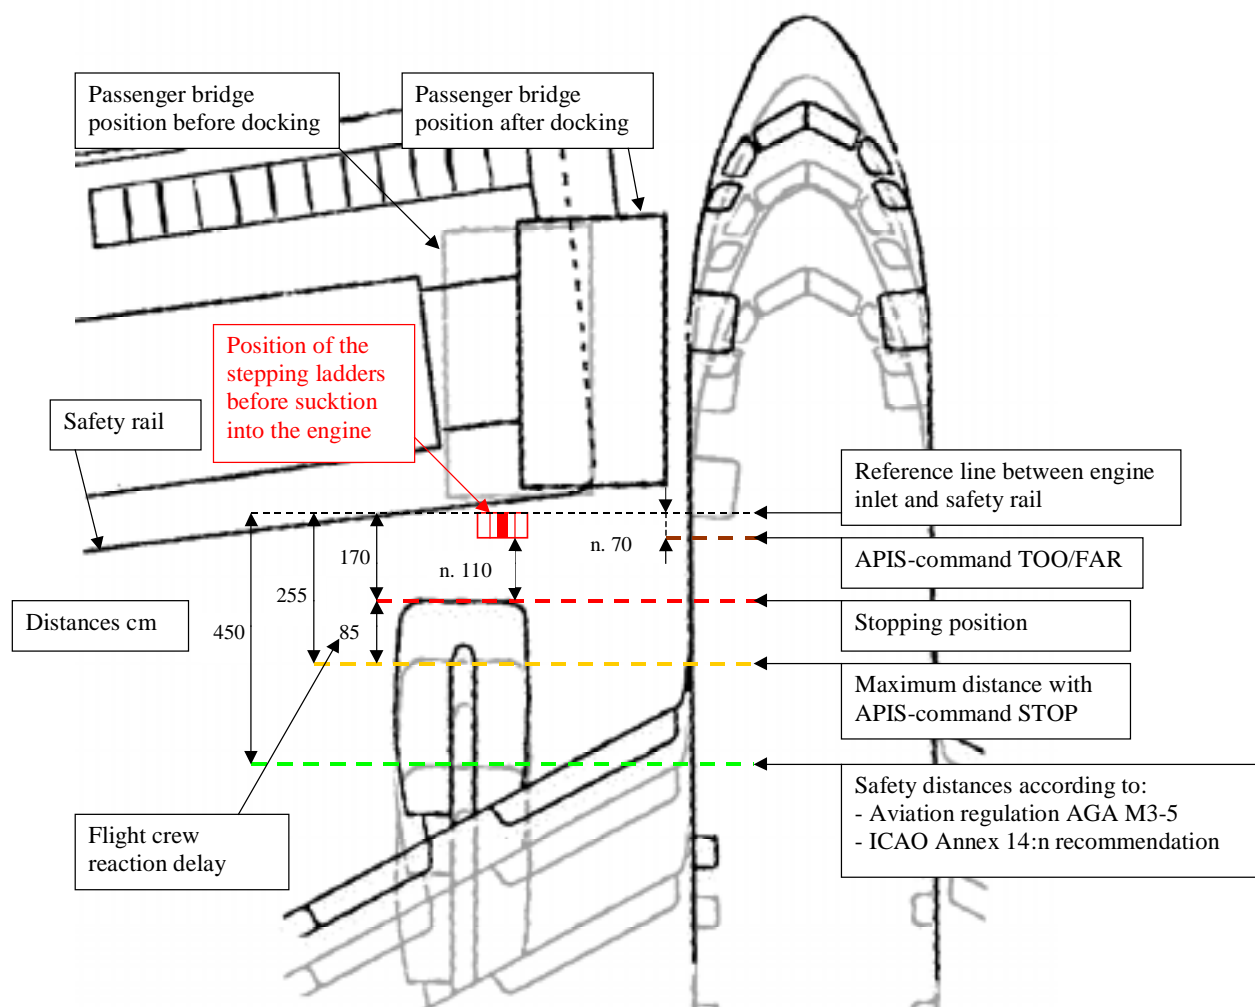 Passenger bridge
position before docking
Passenger bridge
position after docking
Position of the
stepping ladders
before sucktion
into the engine
Safety rail
Reference line between engine
inlet and safety rail
n. 70
170
n. 110
APIS-command TOO/FAR
255
Distances cm
450
85
Stopping position
Maximum distance with
APIS-command STOP
Safety distances according to:
- Aviation regulation AGA M3-5
- ICAO Annex 14:n recommendation
Flight crew
reaction delay